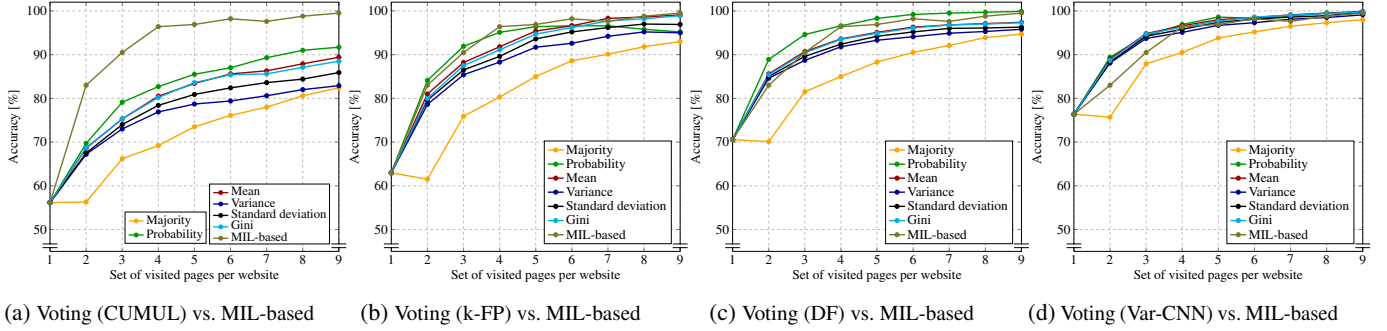 100
90
80
70
60
50
Accuracy [%]
1 2 3 4 5 6 7 8 9
Set of visited pages per website
Majority
Probability
Mean
Variance
Standard deviation
Gini
MIL-based
(a) Voting (CUMUL) vs. MIL-based
100
90
80
70
60
50
Accuracy [%]
1 2 3 4 5 6 7 8 9
Set of visited pages per website
Majority
Probability
Mean
Variance
Standard deviation
Gini
MIL-based
(b) Voting (k-FP) vs. MIL-based
100
90
80
70
60
50
Accuracy [%]
1 2 3 4 5 6 7 8 9
Set of visited pages per website
Majority
Probability
Mean
Variance
Standard deviation
Gini
MIL-based
(c) Voting (DF) vs. MIL-based
100
90
80
70
60
50
Accuracy [%]
1 2 3 4 5 6 7 8 9
Set of visited pages per website
Majority
Probability
Mean
Variance
Standard deviation
Gini
MIL-based
(d) Voting (Var-CNN) vs. MIL-based